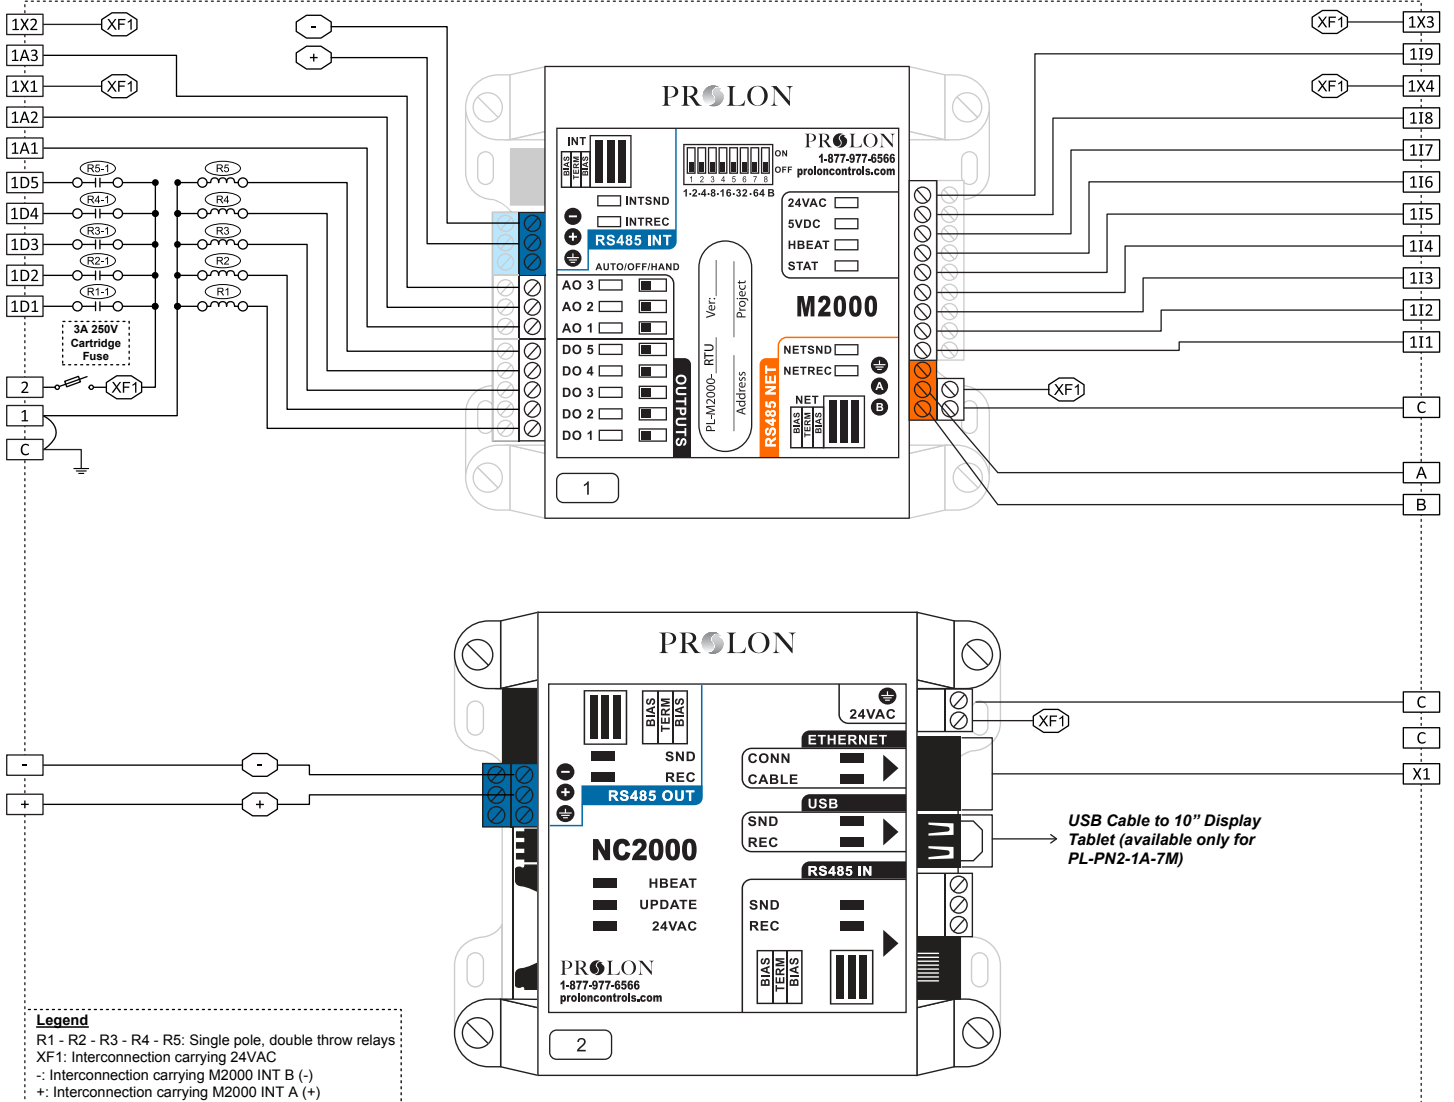 1X2
XF1
1A3
1X1
XF1
1A2
1A1
1D5
R5-1
R5
1D4
R4-1
R4
1D3
R3-1
R3
1D2
R2-1
R2
1D1
R1-1
R1
3A 250V
Cartridge
Fuse
2
XF1
1
C
-
+
PROLON
INT
BIAS
TERM
BIAS
INTSND
INTREC
RS485 INT
AUTO/OFF/HAND
AO 3
AO 2
AO 1
DO 5
DO 4
DO 3
DO 2
DO 1
OUTPUTS
1 2 3 4 5 6 7 8
ON
OFF
1-2-4-8-16-32-64 B
PROLON
1-877-977-6566
proloncontrols.com
24VAC
5VDC
HBEAT
STAT
M2000
PL-M2000- RTU Ver:
Address Project
NETSND
NETREC
RS485 NET
NET
BIAS
TERM
BIAS
A
B
1
XF1
1X3
1I9
XF1
1X4
1I8
1I7
1I6
1I5
1I4
1I3
1I2
1I1
XF1
C
A
B
PROLON
BIAS
TERM
BIAS
SND
REC
RS485 OUT
- + 
NC2000
HBEAT
UPDATE
24VAC
PROLON
1-877-977-6566
proloncontrols.com
24VAC
ETHERNET
CONN
CABLE
USB
SND
REC
RS485 IN
SND
REC
BIAS
TERM
BIAS
2
-
-
+
+
C
XF1
C
X1
USB Cable to 10” Display
Tablet (available only for
PL-PN2-1A-7M)
Legend
R1 - R2 - R3 - R4 - R5: Single pole, double throw relays
XF1: Interconnection carrying 24VAC
-: Interconnection carrying M2000 INT B (-)
+: Interconnection carrying M2000 INT A (+)